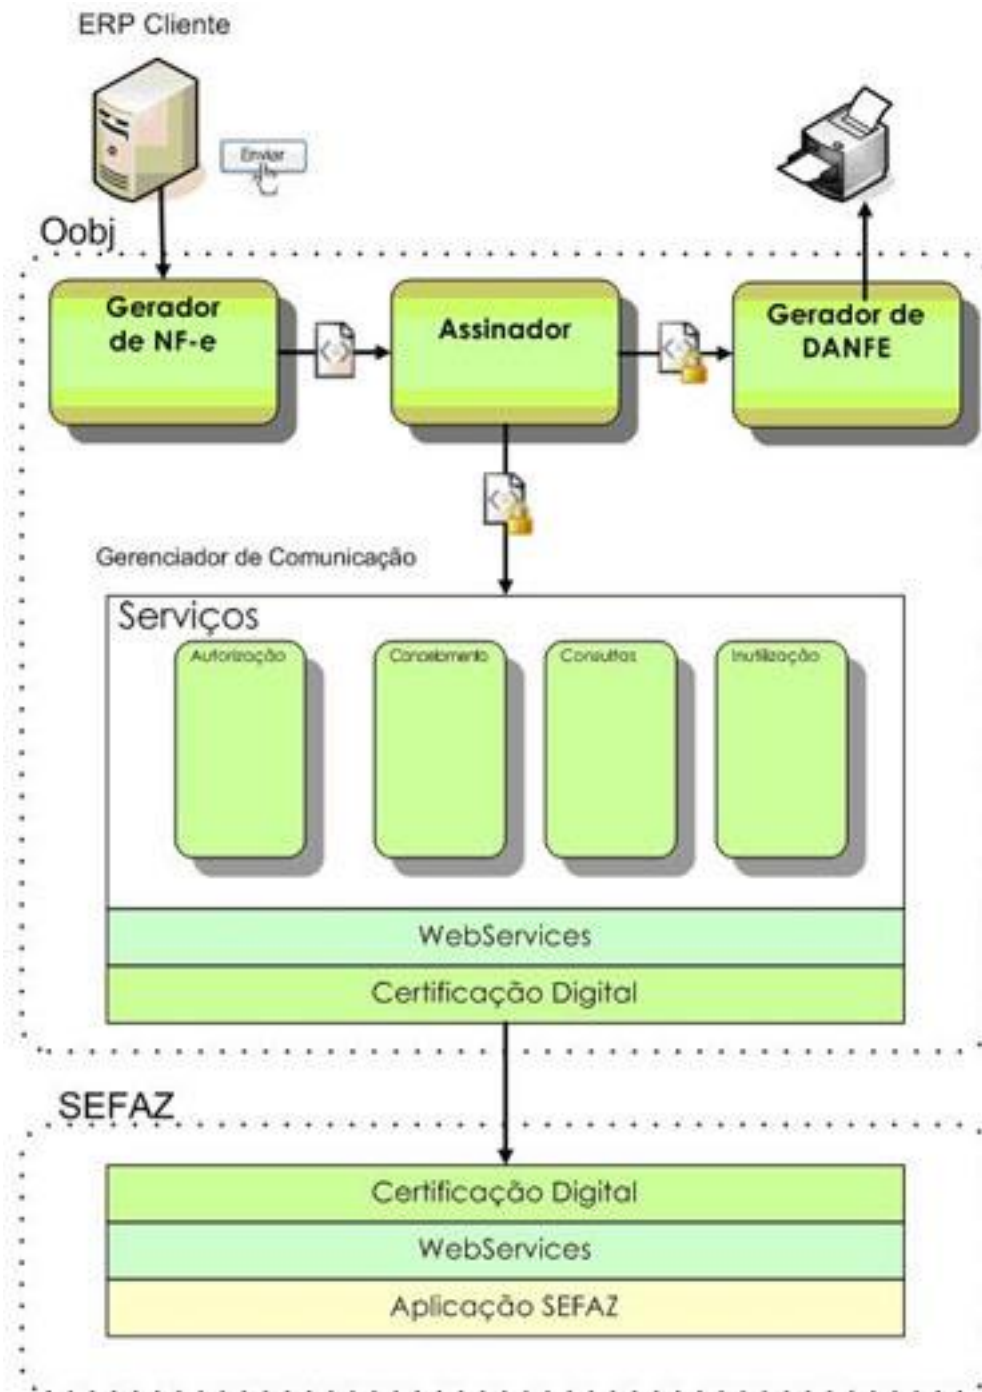 ERP Cliente
Enviar
Oobj
Gerador
de NF-e
Assinador
Gerador de
DANFE
Gerenciador de Comunicação
Serviços
Autorização
Cancelamento
Consultas
Inutilização
WebServices
Certificação Digital
SEFAZ
Certificação Digital
WebServices
Aplicação SEFAZ